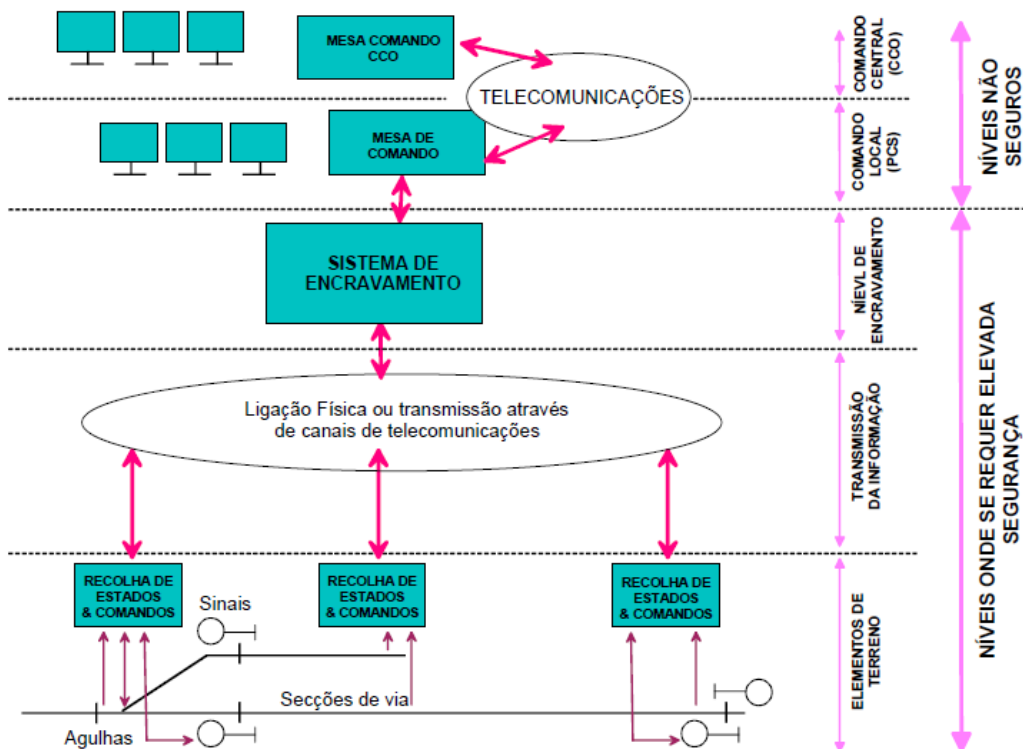 MESA COMANDO
CCO
TELECOMUNICAÇÕES
COMANDO
CENTRAL
(CCO)
MESA DE
COMANDO
COMANDO
LOCAL
(PCS)
NÍVEIS NÃO
SEGUROS
SISTEMA DE
ENCRAVAMENTO
NÍEVL DE
ENCRAVAMENTO
Ligação Física ou transmissão através
de canais de telecomunicações
TRANSMISSÃO
DA INFORMAÇÃO
NÍVEIS ONDE SE REQUER ELEVADA
SEGURANÇA
RECOLHA DE
ESTADOS
& COMANDOS
RECOLHA DE
ESTADOS
& COMANDOS
RECOLHA DE
ESTADOS
& COMANDOS
Sinais
Secções de via
Agulhas
ELEMENTOS DE
TERRENO